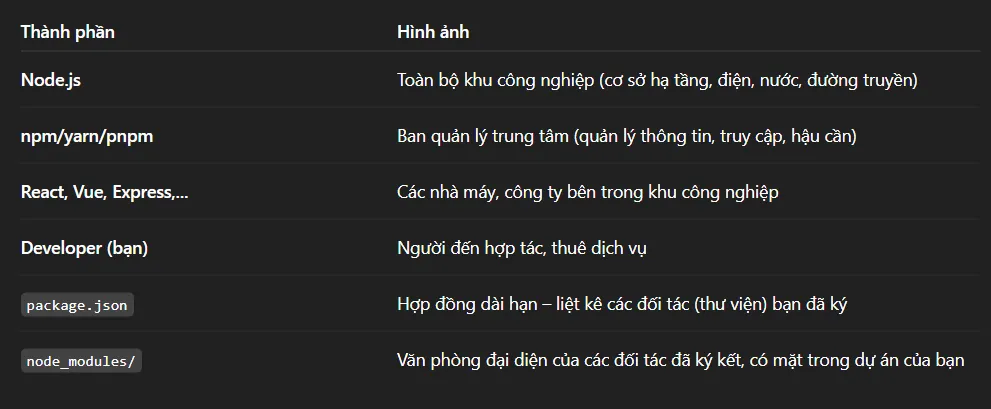 Thành phần Hình ảnh
Node.js Toàn bộ khu công nghiệp (cơ sở hạ tầng, điện, nước, đường truyền)
npm/yarn/pnpm Ban quản lý trung tâm (quản lý thông tin, truy cập, hậu cần)
React, Vue, Express,... Các nhà máy, công ty bên trong khu công nghiệp
Developer (bạn) Người đến hợp tác, thuê dịch vụ
package.json Hợp đồng dài hạn – liệt kê các đối tác (thư viện) bạn đã ký
node_modules/ Văn phòng đại diện của các đối tác đã ký kết, có mặt trong dự án của bạn